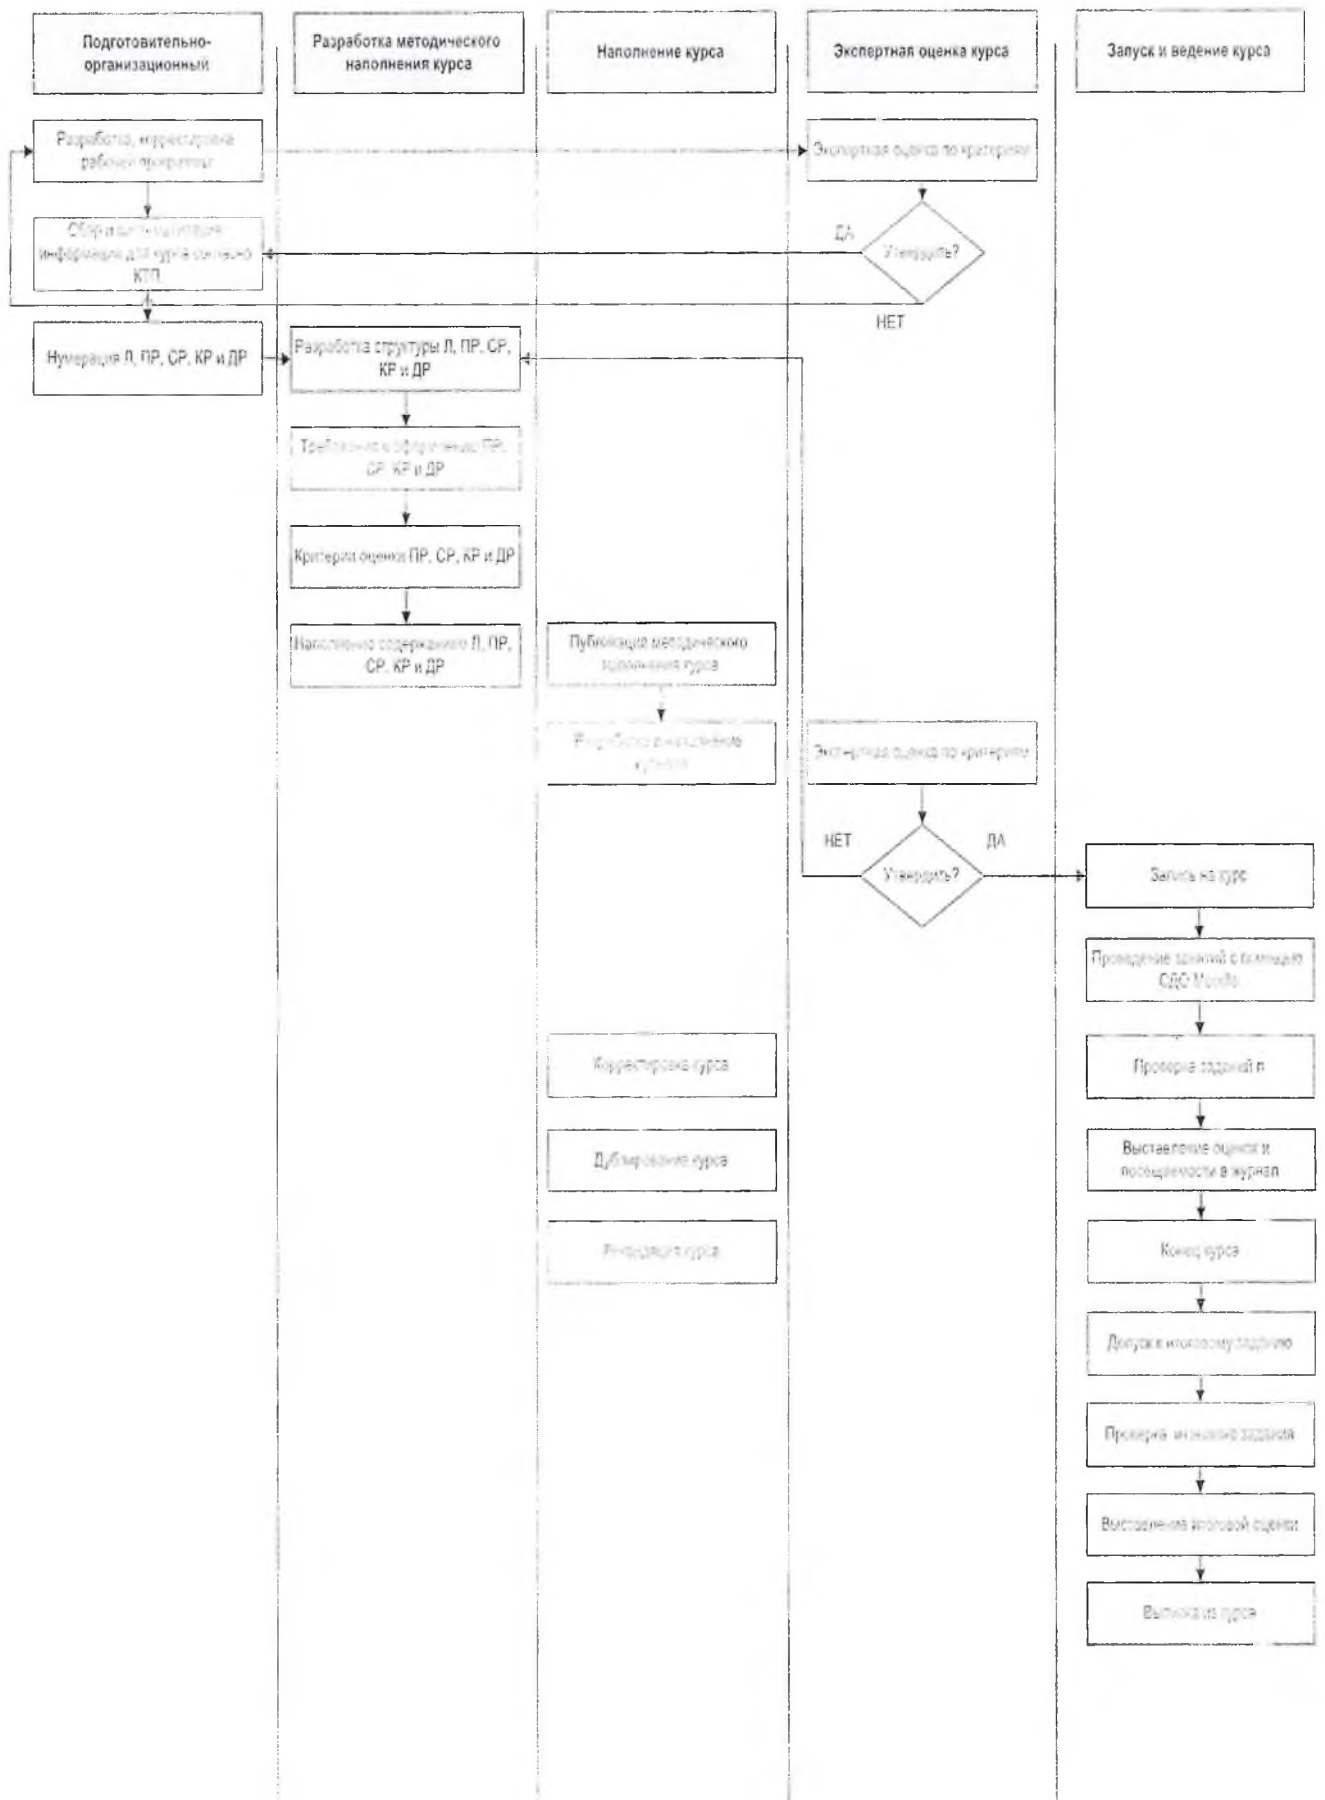 Подготовительно-
организационный
Разработка методического
наполнения курса
Наполнение курса
Экспертная оценка курса
Запуск и ведение курса
Разработка, корректировка
рабочей программы
Экспертная оценка по критериям
ДА
Утвердить?
НЕТ
Сбор и
информации для курса согласно
КТП
Нумерация Л, ПР, СР, КР и ДР
Разработка структуры Л, ПР, СР,
КР и ДР
Требования к оформлению ПР,
СР, КР и ДР
Критерии оценки ПР, СР, КР и ДР
Наполнение содержанием Л, ПР,
СР, КР и ДР
Публикация методического
наполнения курса
Разработка и наполнение
Экспертная оценка по критериям
НЕТ
Утвердить?
ДА
Запись на курс
Проведение занятий с помощью
СДО Moodle
Корректировка курса
Проверка заданий п
Дублирование курса
Выставление оценок и
посещаемости в журнал
курса
Конец курса
Допуск к итоговому заданию
Проверка задания
Выставление итоговой оценки
Выписка из курса